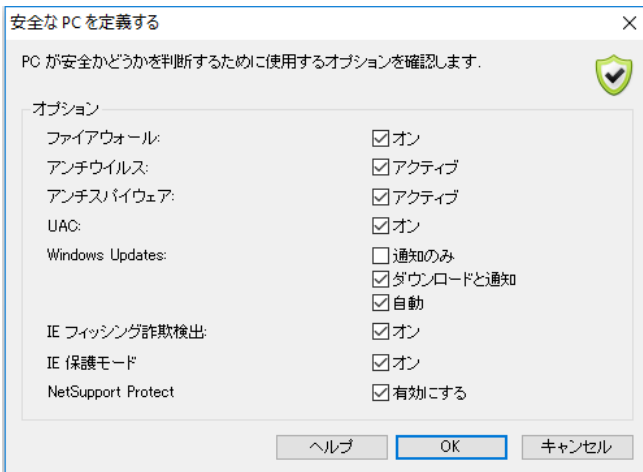 安全な PC を定義する
PC が安全かどうかを判断するために使用するオプションを確認します.
オプション
ファイアウォール: オン
アンチウイルス: アクティブ
アンチスパイウェア: アクティブ
UAC: オン
Windows Updates: 通知のみ
ダウンロードと通知
自動
IE フィッシング詐欺検出: オン
IE 保護モード オン
NetSupport Protect 有効にする
ヘルプ OK キャンセル